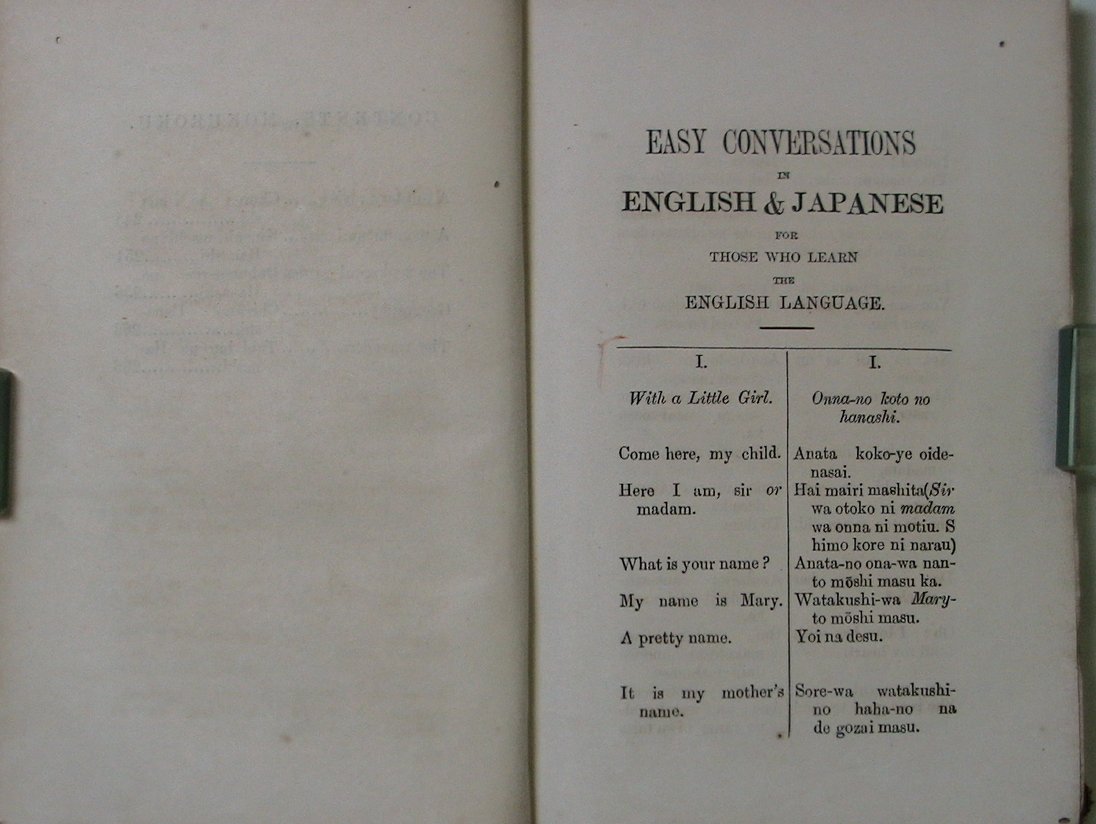 EASY CONVERSATIONS
IN
ENGLISH & JAPANESE
FOR
THOSE WHO LEARN
THE
ENGLISH LANGUAGE.
I.
With a Little Girl.
Come here, my child.
Here I am, sir or
madam.
What is your name?
My name is Mary.
A pretty name.
It is my mother's
name.
I.
Onna-no koto no
hanashi.
Anata koko-ye oide-
nasai.
Hai mairi mashita(Sir
wa otoko ni madam
wa onna ni motiu. S
himo kore ni narau)
Anata-no ona-wa nan-
to mōshi masu ka.
Watakushi-wa Mary-
to mōshi masu.
Yoi na desu.
Sore-wa watakushi-
no haha-no na
de gozai masu.